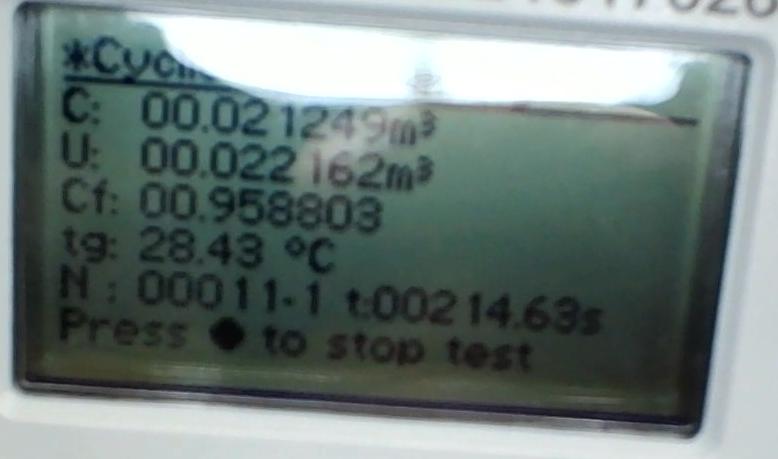 C: 00.021249m³
U: 00.022162m³
Cf: 00.958803
tg: 28.43 °C
N : 00011-1 t:00214.63s
Press ◆ to stop test